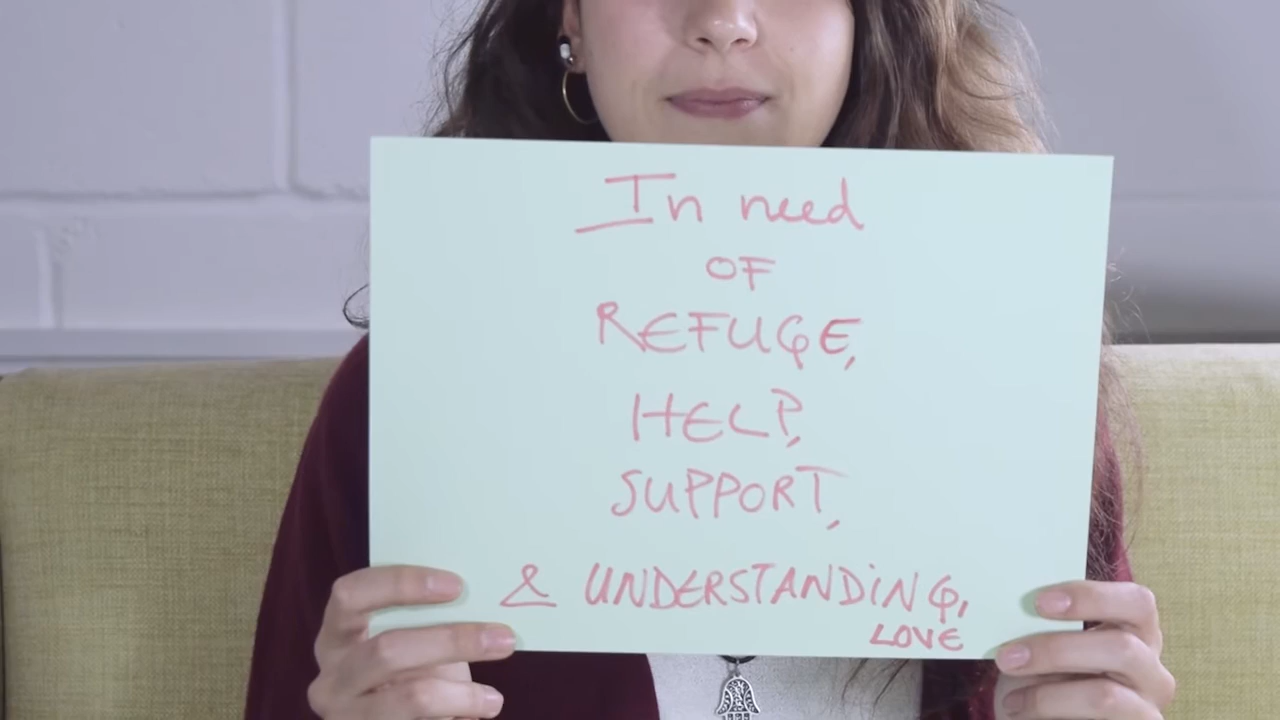 In need
OF
REFUGE,
HELP,
SUPPORT,
& UNDERSTANDiNG,
LOVE